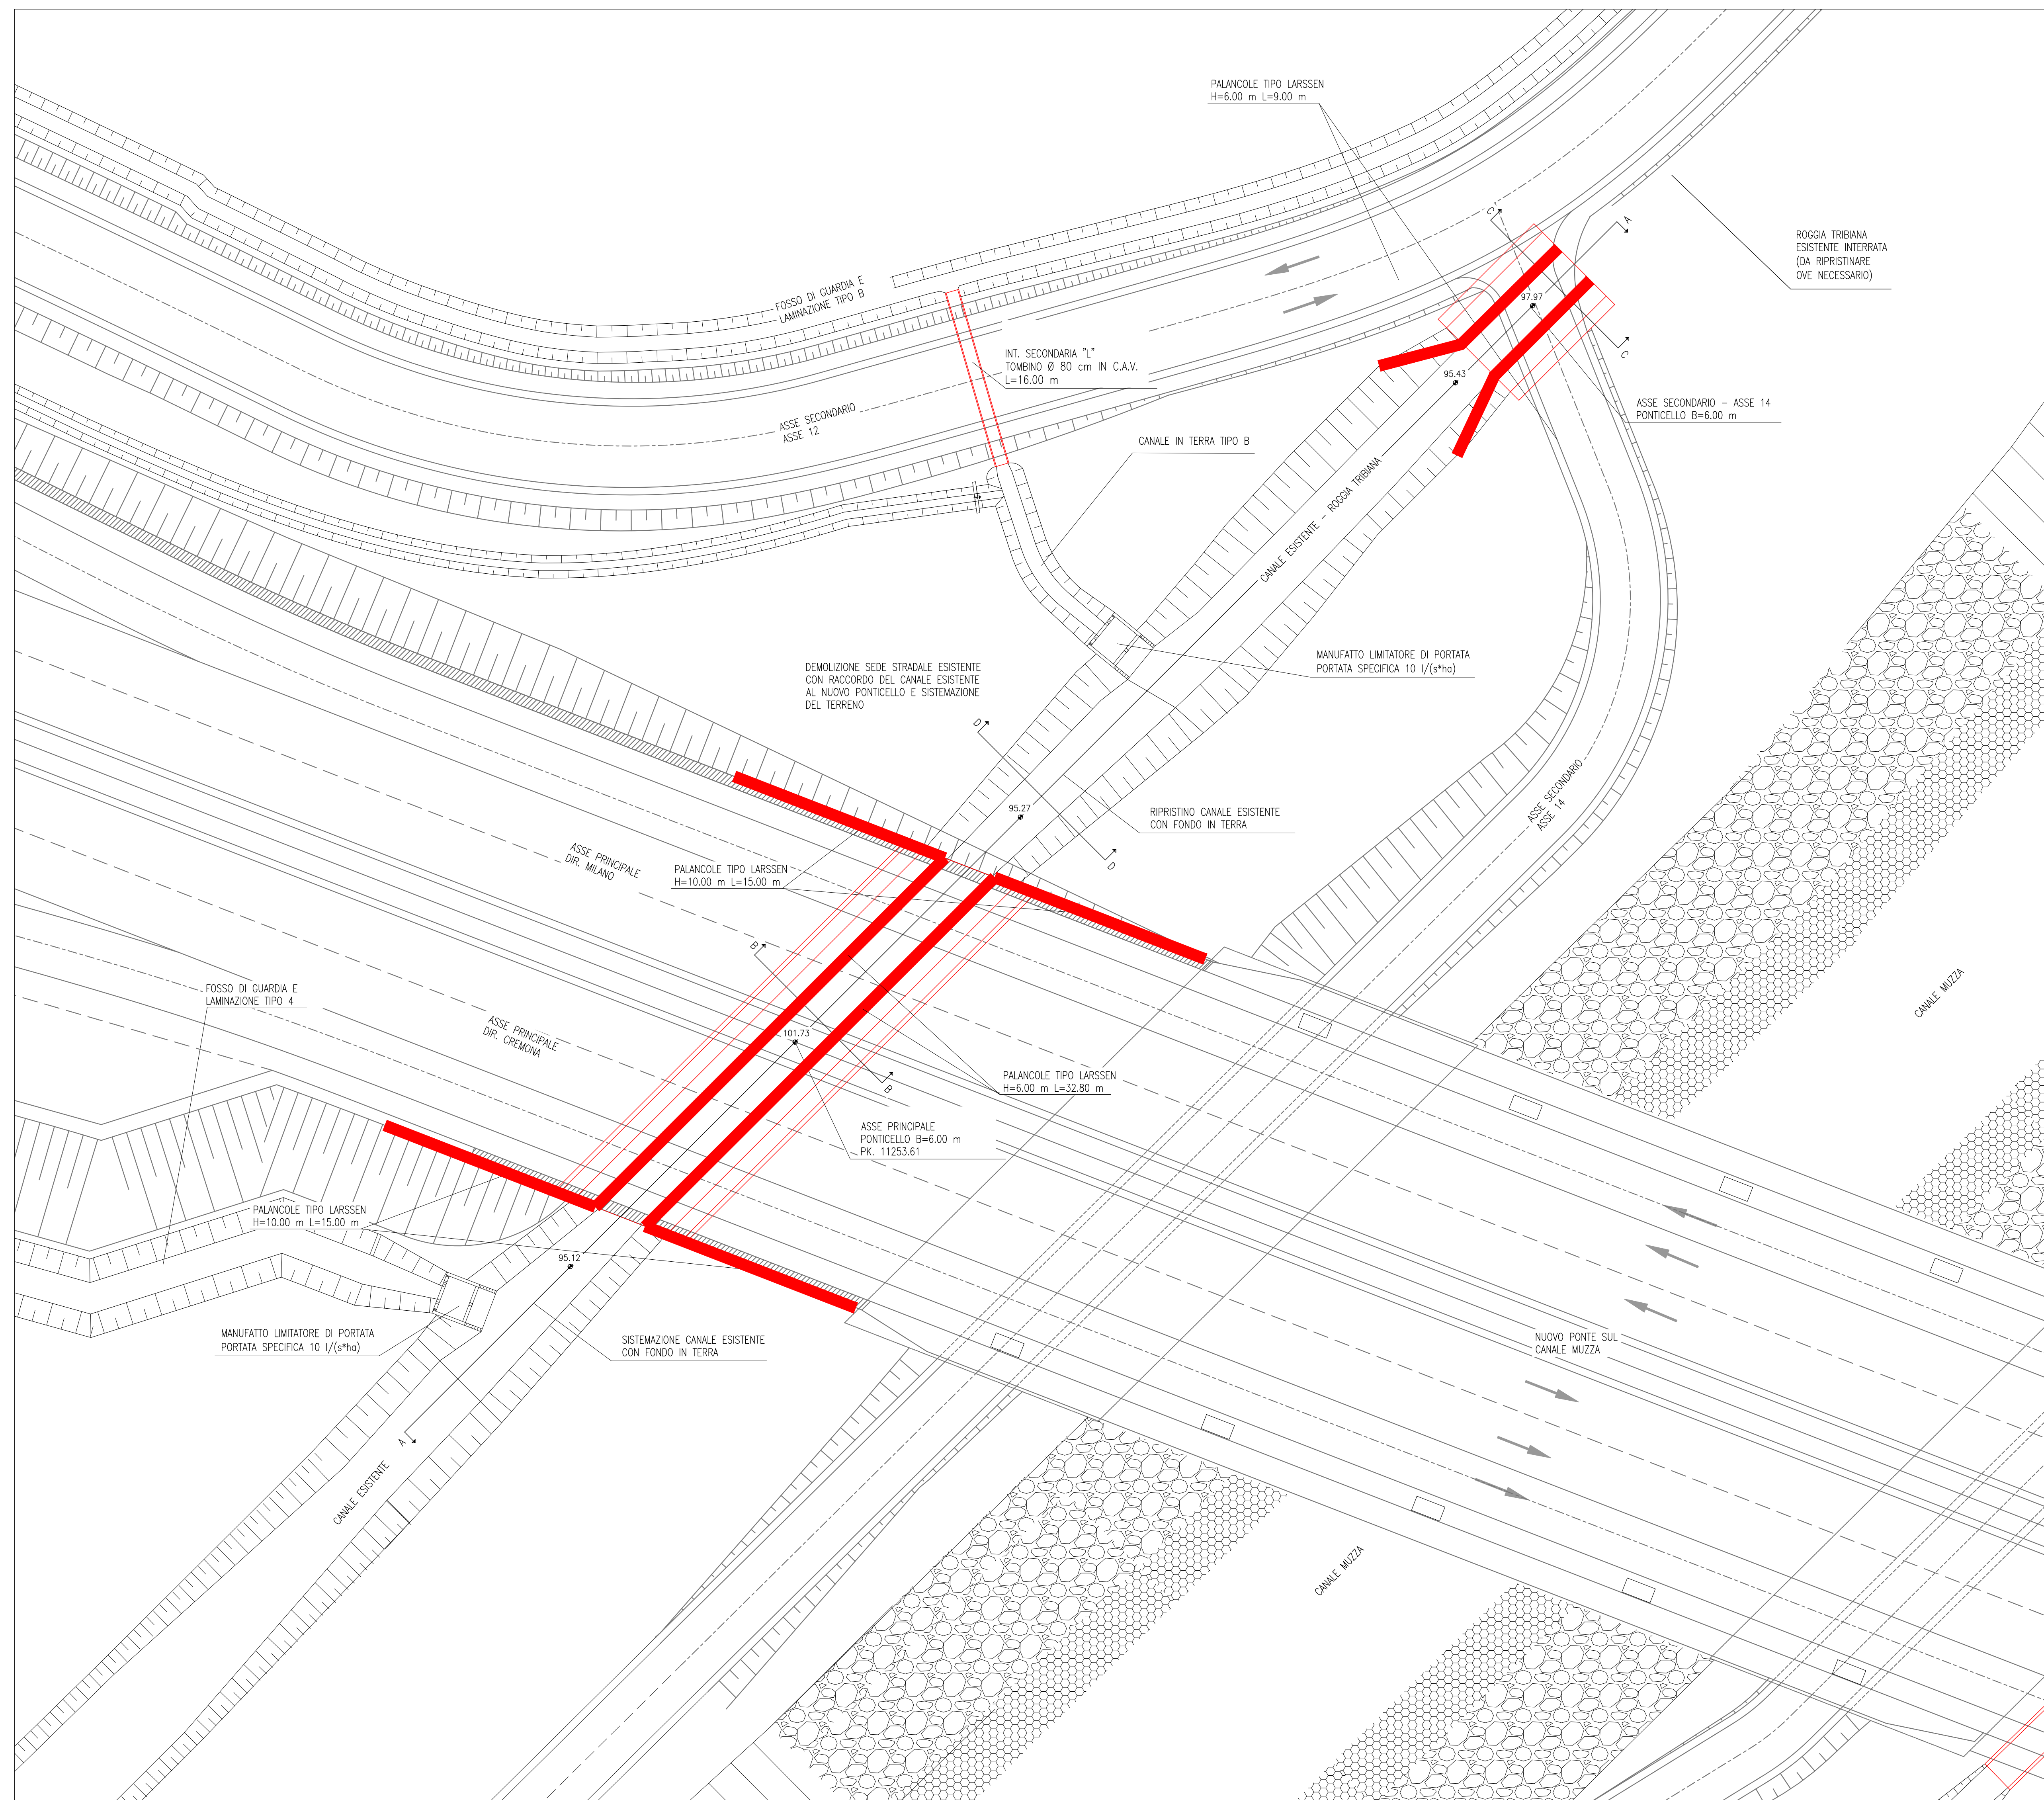 PALANCOLE TIPO LARSSEN
H=6.00 m L=9.00 m
C
A
ROGGIA TRIBIANA
ESISTENTE INTERRATA
(DA RIPRISTINARE
OVE NECESSARIO)
FOSSO DI GUARDIA E
LAMINAZIONE TIPO B
97.97
INT. SECONDARIA "L"
TOMBINO Ø 80 cm IN C.A.V.
L=16.00 m
C
95.43
ASSE SECONDARIO - ASSE 14
PONTICELLO B=6.00 m
ASSE SECONDARIO
ASSE 12
CANALE IN TERRA TIPO B
CANALE ESISTENTE - ROGGIA TRIBIANA
MANUFATTO LIMITATORE DI PORTATA
PORTATA SPECIFICA 10 l/(s*ha)
DEMOLIZIONE SEDE STRADALE ESISTENTE
CON RACCORDO DEL CANALE ESISTENTE
AL NUOVO PONTICELLO E SISTEMAZIONE
DEL TERRENO
D
ASSE SECONDARIO
ASSE 14
95.27
RIPRISTINO CANALE ESISTENTE
CON FONDO IN TERRA
D
ASSE PRINCIPALE
DIR. MILANO
PALANCOLE TIPO LARSSEN
H=10.00 m L=15.00 m
B
CANALE MUZZA
FOSSO DI GUARDIA E
LAMINAZIONE TIPO 4
ASSE PRINCIPALE
DIR. CREMONA
101.73
PALANCOLE TIPO LARSSEN
H=6.00 m L=32.80 m
B
ASSE PRINCIPALE
PONTICELLO B=6.00 m
PK. 11253.61
PALANCOLE TIPO LARSSEN
H=10.00 m L=15.00 m
95.12
MANUFATTO LIMITATORE DI PORTATA
PORTATA SPECIFICA 10 l/(s*ha)
SISTEMAZIONE CANALE ESISTENTE
CON FONDO IN TERRA
NUOVO PONTE SUL
CANALE MUZZA
A
CANALE ESISTENTE
CANALE MUZZA